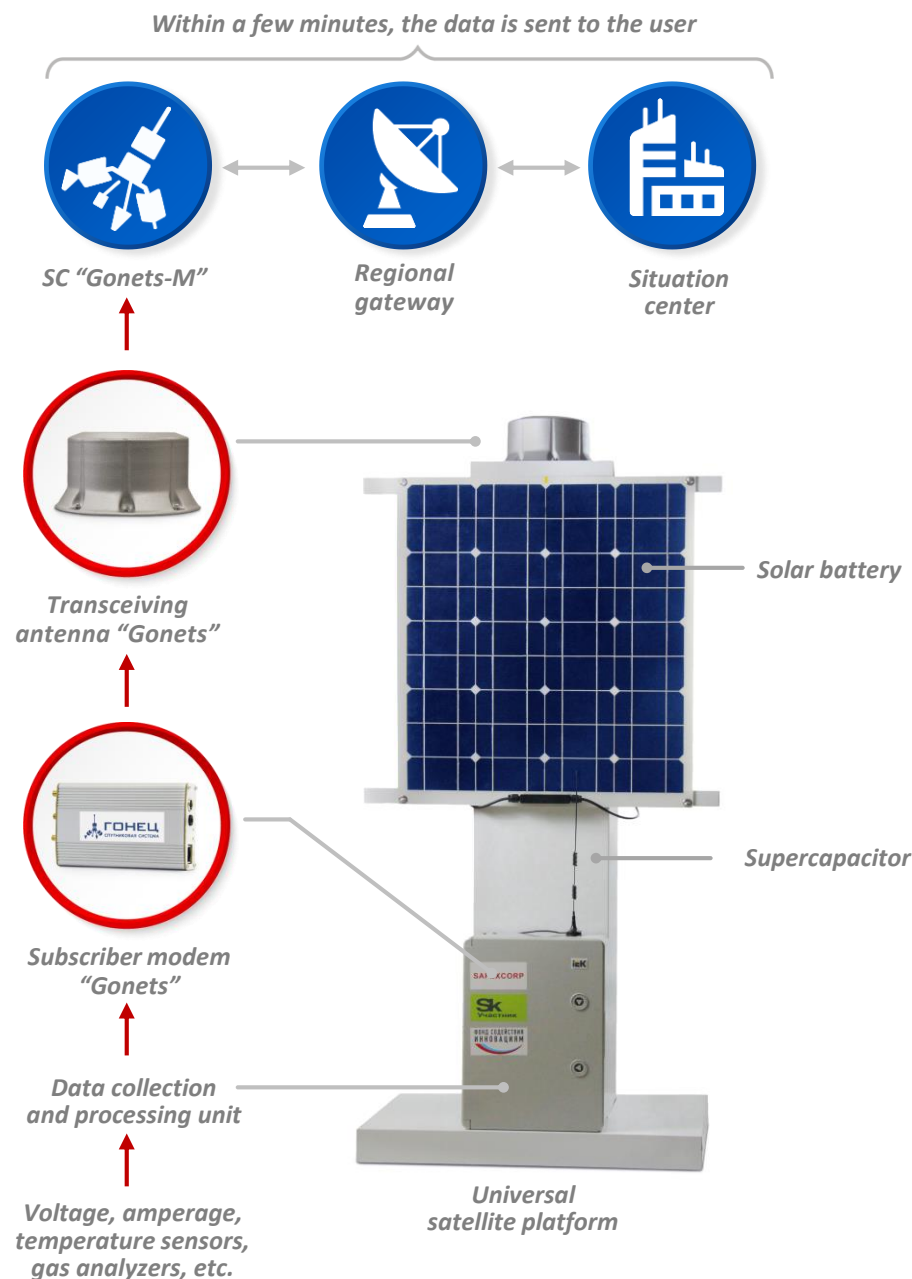 Within a few minutes, the data is sent to the user
SC “Gonets-M”
Regional
gateway
Situation
center
Transceiving
antenna “Gonets”
Solar battery
ГОНЕЦ
СПУТНИКОВАЯ СИСТЕМА
Supercapacitor
Subscriber modem
“Gonets”
iEK
Sk
Участник
ФОНД СОДЕЙСТВИЯ
ИННОВАЦИЯМ
Data collection
and processing unit
Universal
satellite platform
Voltage, amperage,
temperature sensors,
gas analyzers, etc.